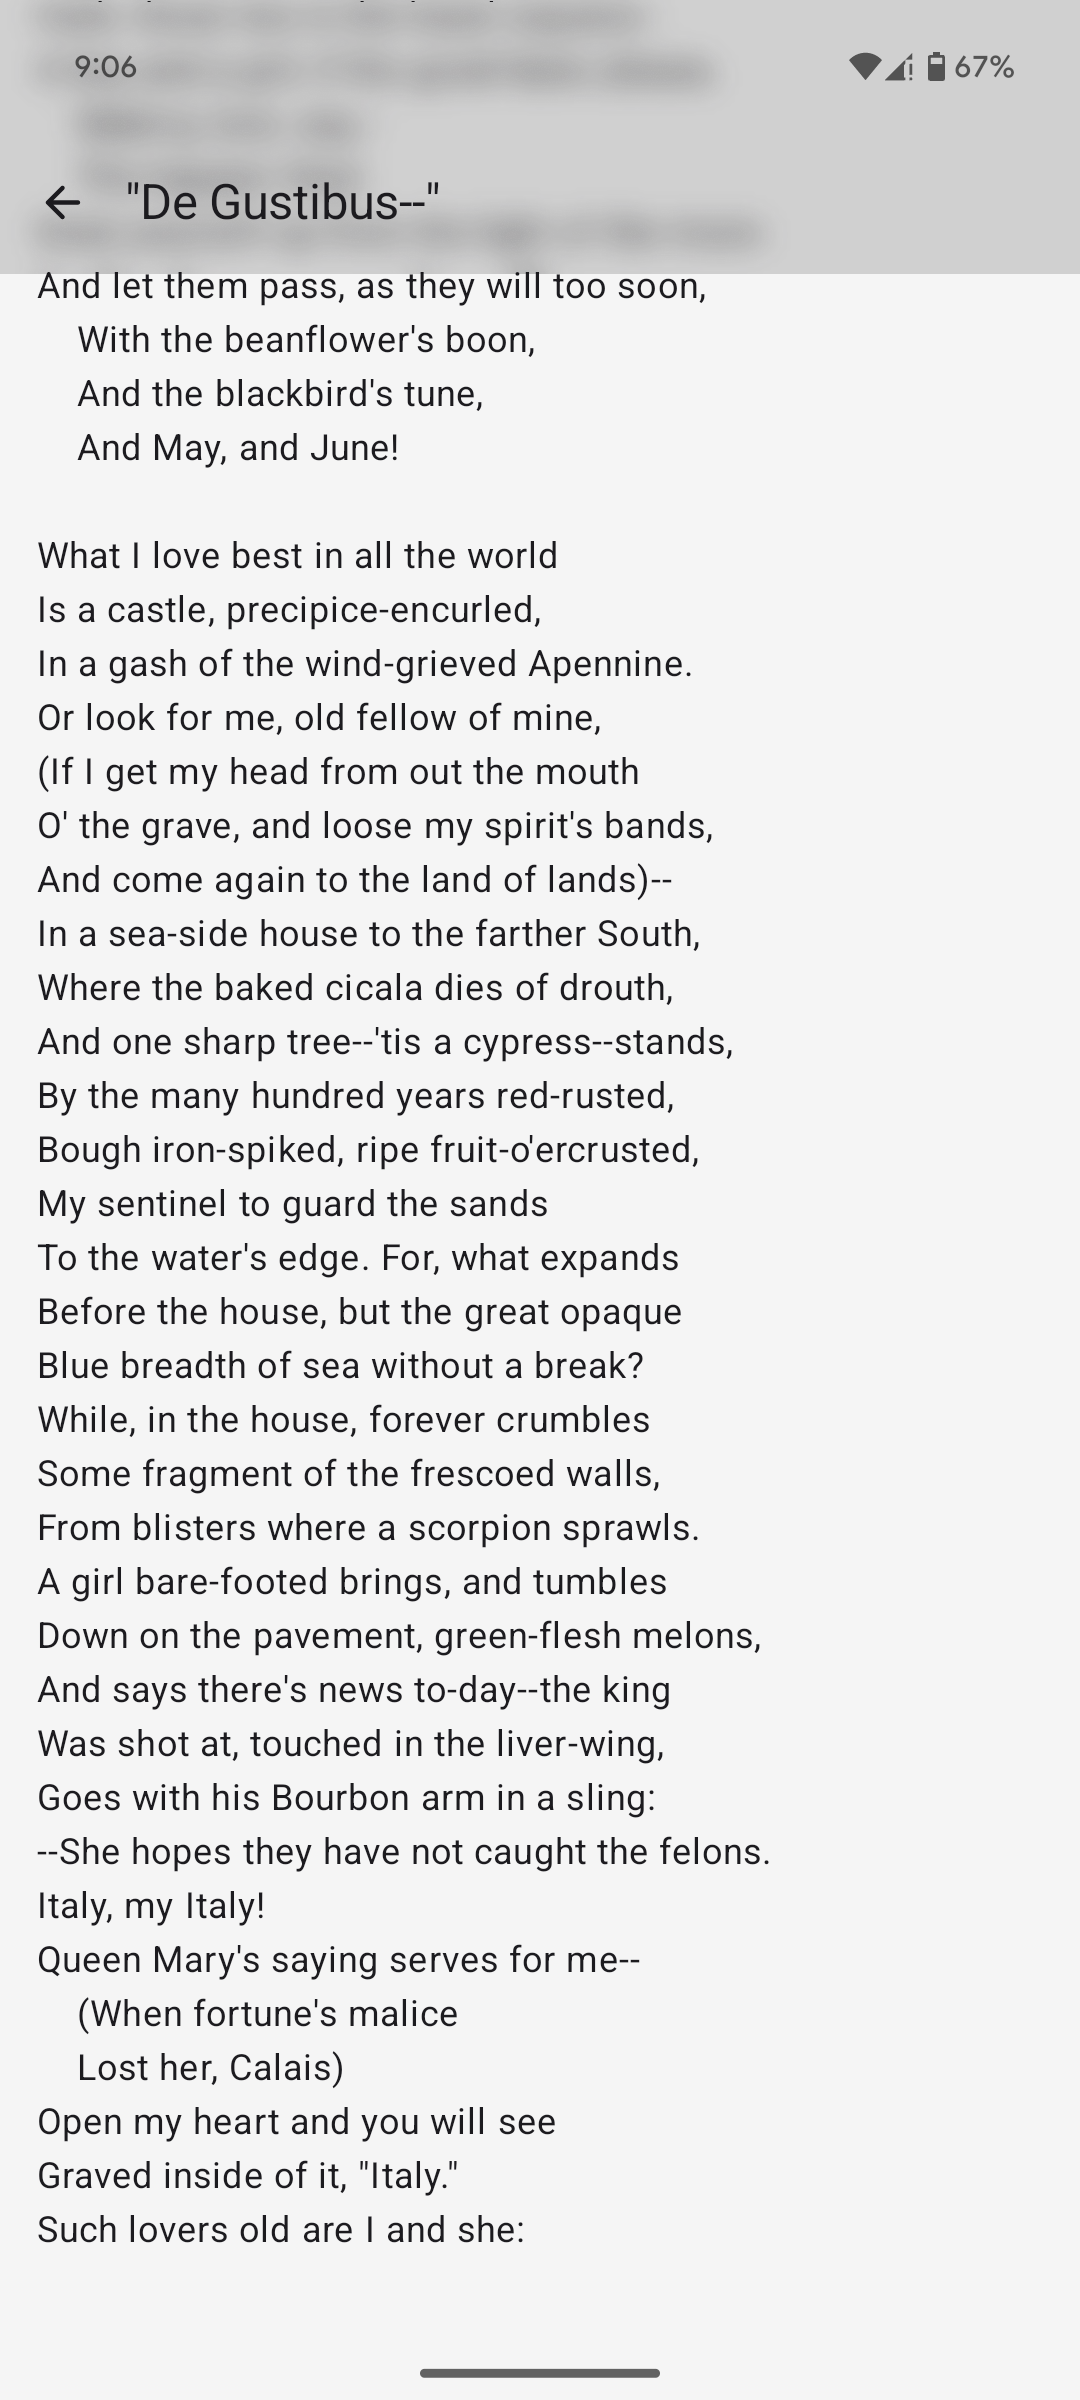 9:06
67%
"De Gustibus--"
And let them pass, as they will too soon,
With the beanflower's boon,
And the blackbird's tune,
And May, and June!
What I love best in all the world
Is a castle, precipice-encurled,
In a gash of the wind-grieved Apennine.
Or look for me, old fellow of mine,
(If I get my head from out the mouth
O' the grave, and loose my spirit's bands,
And come again to the land of lands)--
In a sea-side house to the farther South,
Where the baked cicala dies of drouth,
And one sharp tree--'tis a cypress--stands,
By the many hundred years red-rusted,
Bough iron-spiked, ripe fruit-o'ercrusted,
My sentinel to guard the sands
To the water's edge. For, what expands
Before the house, but the great opaque
Blue breadth of sea without a break?
While, in the house, forever crumbles
Some fragment of the frescoed walls,
From blisters where a scorpion sprawls.
A girl bare-footed brings, and tumbles
Down on the pavement, green-flesh melons,
And says there's news to-day--the king
Was shot at, touched in the liver-wing,
Goes with his Bourbon arm in a sling:
--She hopes they have not caught the felons.
Italy, my Italy!
Queen Mary's saying serves for me--
(When fortune's malice
Lost her, Calais)
Open my heart and you will see
Graved inside of it, "Italy."
Such lovers old are I and she: